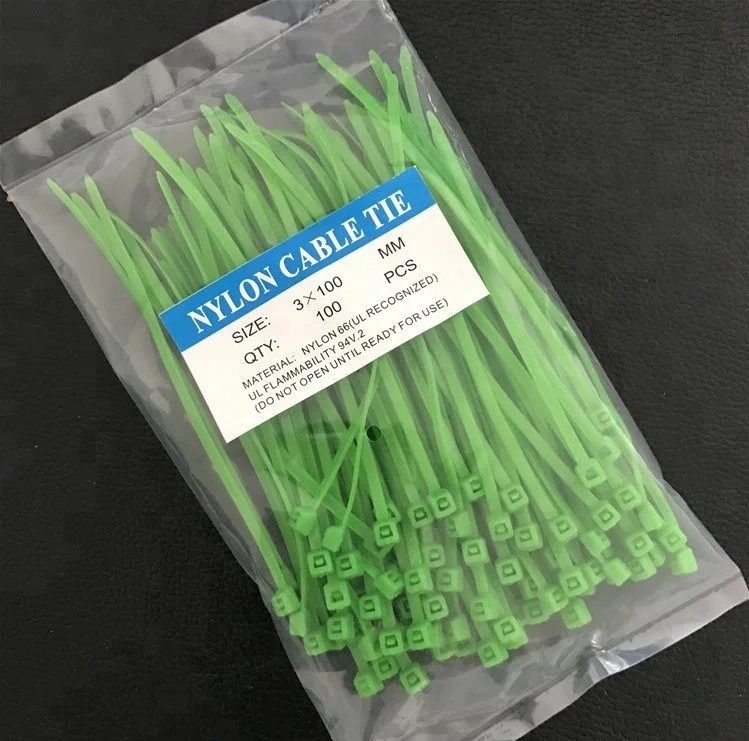 NYLON CABLE TIE
SIZE: 3×100 MM
QTY: 100 PCS
MATERIAL: NYLON 66(UL RECOGNIZED)
UL FLAMMABILITY 94V.2
(DO NOT OPEN UNTIL READY FOR USE)